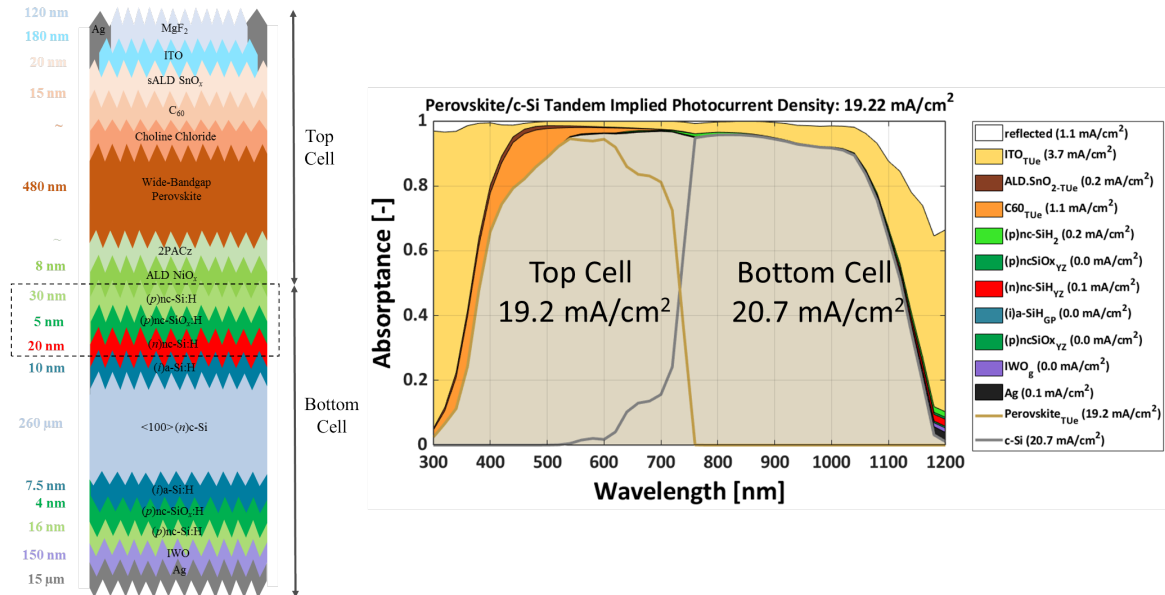 120 nm
Ag
MgF₂
180 nm
ITO
20 nm
sALD SnOₓ
15 nm
C₆₀
~
Choline Chloride
480 nm
Wide-Bandgap
Perovskite
~
2PACz
8 nm
ALD NiOₓ
30 nm
(p)nc-Si:H
5 nm
(p)nc-SiOₓ:H
20 nm
(n)nc-Si:H
10 nm
(i)a-Si:H
260 µm
<100> (n)c-Si
7.5 nm
(i)a-Si:H
4 nm
(p)nc-SiOₓ:H
16 nm
(p)nc-Si:H
150 nm
IWO
15 µm
Ag
Top
Cell
Bottom
Cell
Perovskite/c-Si Tandem Implied Photocurrent Density: 19.22 mA/cm²
Absorptance [-]
1
0.8
0.6
0.4
0.2
0
300 400 500 600 700 800 900 1000 1100 1200
Wavelength [nm]
Top Cell
19.2 mA/cm²
Bottom Cell
20.7 mA/cm²
reflected (1.1 mA/cm²)
ITO_TUe (3.7 mA/cm²)
ALD.SnO_2-TUe (0.2 mA/cm²)
C60_TUe (1.1 mA/cm²)
(p)nc-SiH₂ (0.2 mA/cm²)
(p)ncSiOx_YZ (0.0 mA/cm²)
(n)nc-SiH_YZ (0.1 mA/cm²)
(i)a-SiH_GP (0.0 mA/cm²)
(p)ncSiOx_YZ (0.0 mA/cm²)
IWO_g (0.0 mA/cm²)
Ag (0.1 mA/cm²)
Perovskite_TUe (19.2 mA/cm²)
c-Si (20.7 mA/cm²)